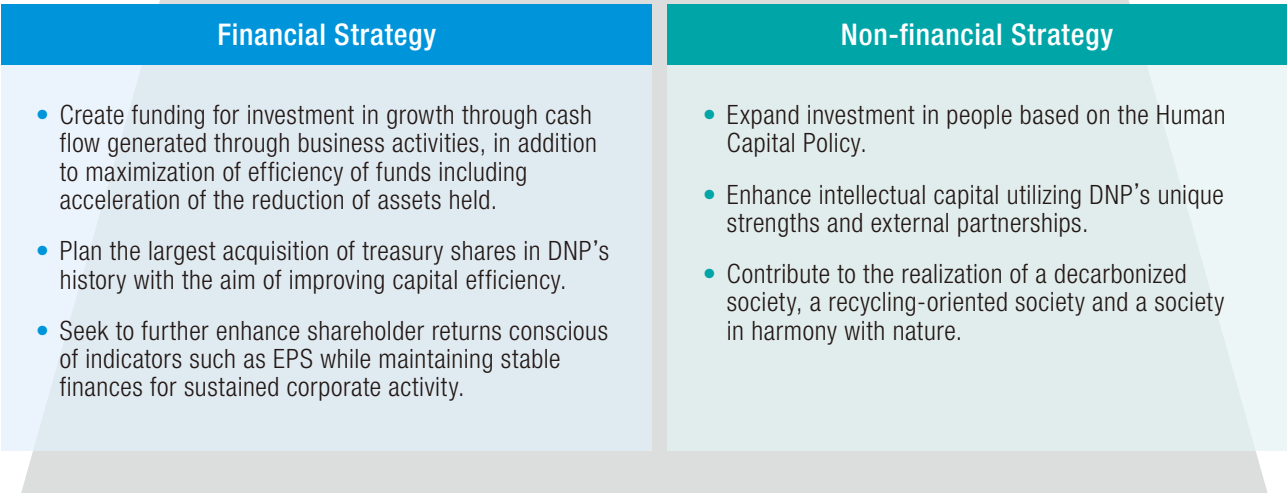 Financial Strategy
• Create funding for investment in growth through cash
flow generated through business activities, in addition
to maximization of efficiency of funds including
acceleration of the reduction of assets held.
• Plan the largest acquisition of treasury shares in DNP’s
history with the aim of improving capital efficiency.
• Seek to further enhance shareholder returns conscious
of indicators such as EPS while maintaining stable
finances for sustained corporate activity.
Non-financial Strategy
• Expand investment in people based on the Human
Capital Policy.
• Enhance intellectual capital utilizing DNP’s unique
strengths and external partnerships.
• Contribute to the realization of a decarbonized
society, a recycling-oriented society and a society
in harmony with nature.